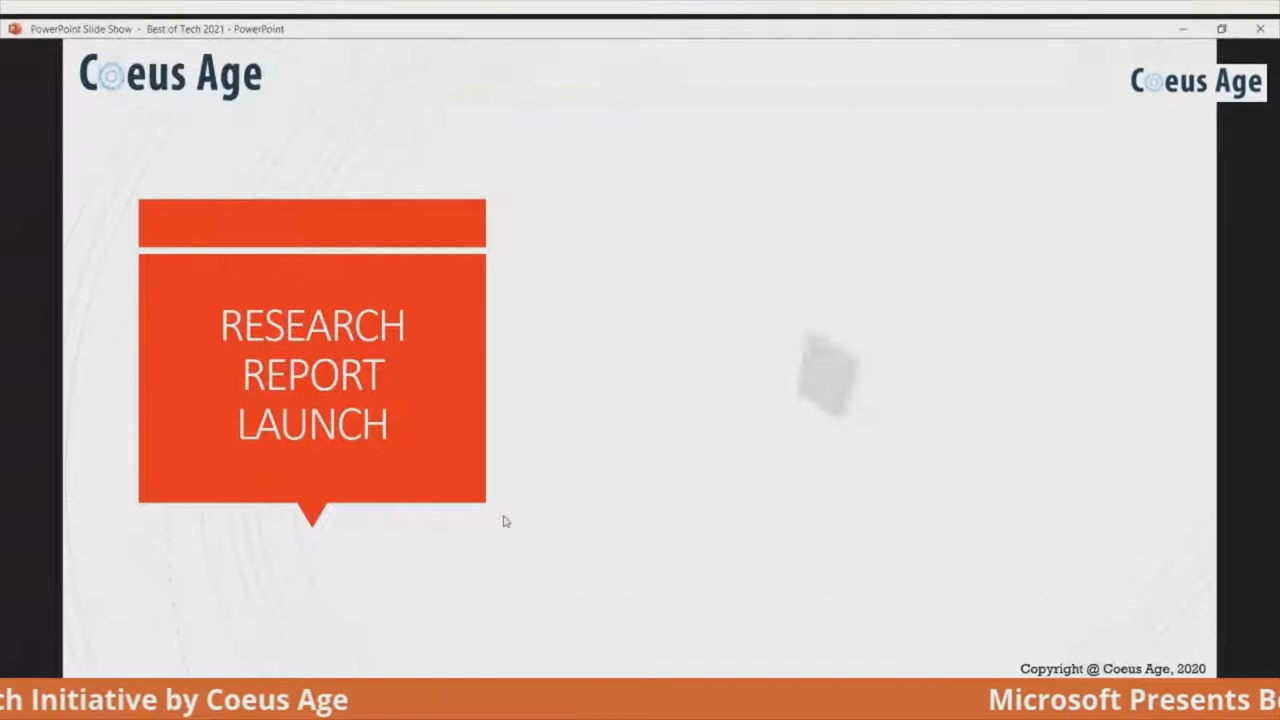 PowerPoint Slide Show - Best of Tech 2021 - PowerPoint
Coeus Age
Coeus Age
RESEARCH
REPORT
LAUNCH
Copyright @ Coeus Age, 2020
ch Initiative by Coeus Age
Microsoft Presents B